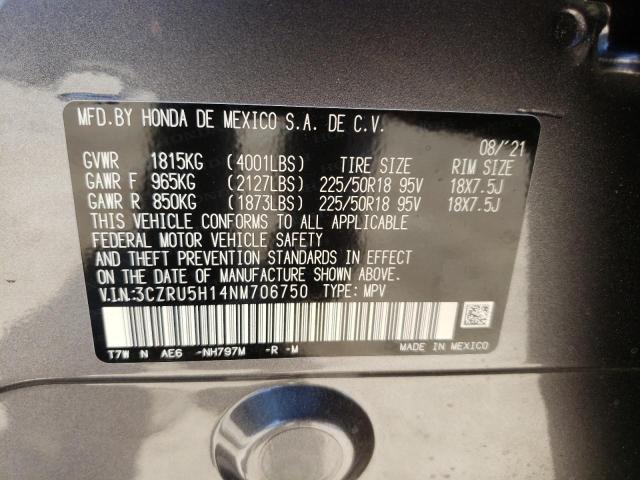 MFD.BY HONDA DE MEXICO S.A. DE C.V.
08/'21
GVWR 1815KG (4001LBS) TIRE SIZE RIM SIZE
GAWR F 965KG (2127LBS) 225/50R18 95V 18X7.5J
GAWR R 850KG (1873LBS) 225/50R18 95V 18X7.5J
THIS VEHICLE CONFORMS TO ALL APPLICABLE
FEDERAL MOTOR VEHICLE SAFETY
AND THEFT PREVENTION STANDARDS IN EFFECT
ON THE DATE OF MANUFACTURE SHOWN ABOVE.
V.I.N:3CZRU5H14NM706750 TYPE: MPV
T7W N AE6 -NH797M -R -M MADE IN MEXICO